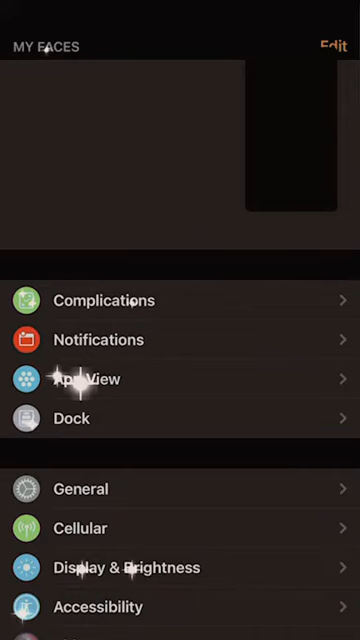 MY FACES
Edit
Complications
Notifications
App View
Dock
General
Cellular
Display & Brightness
Accessibility